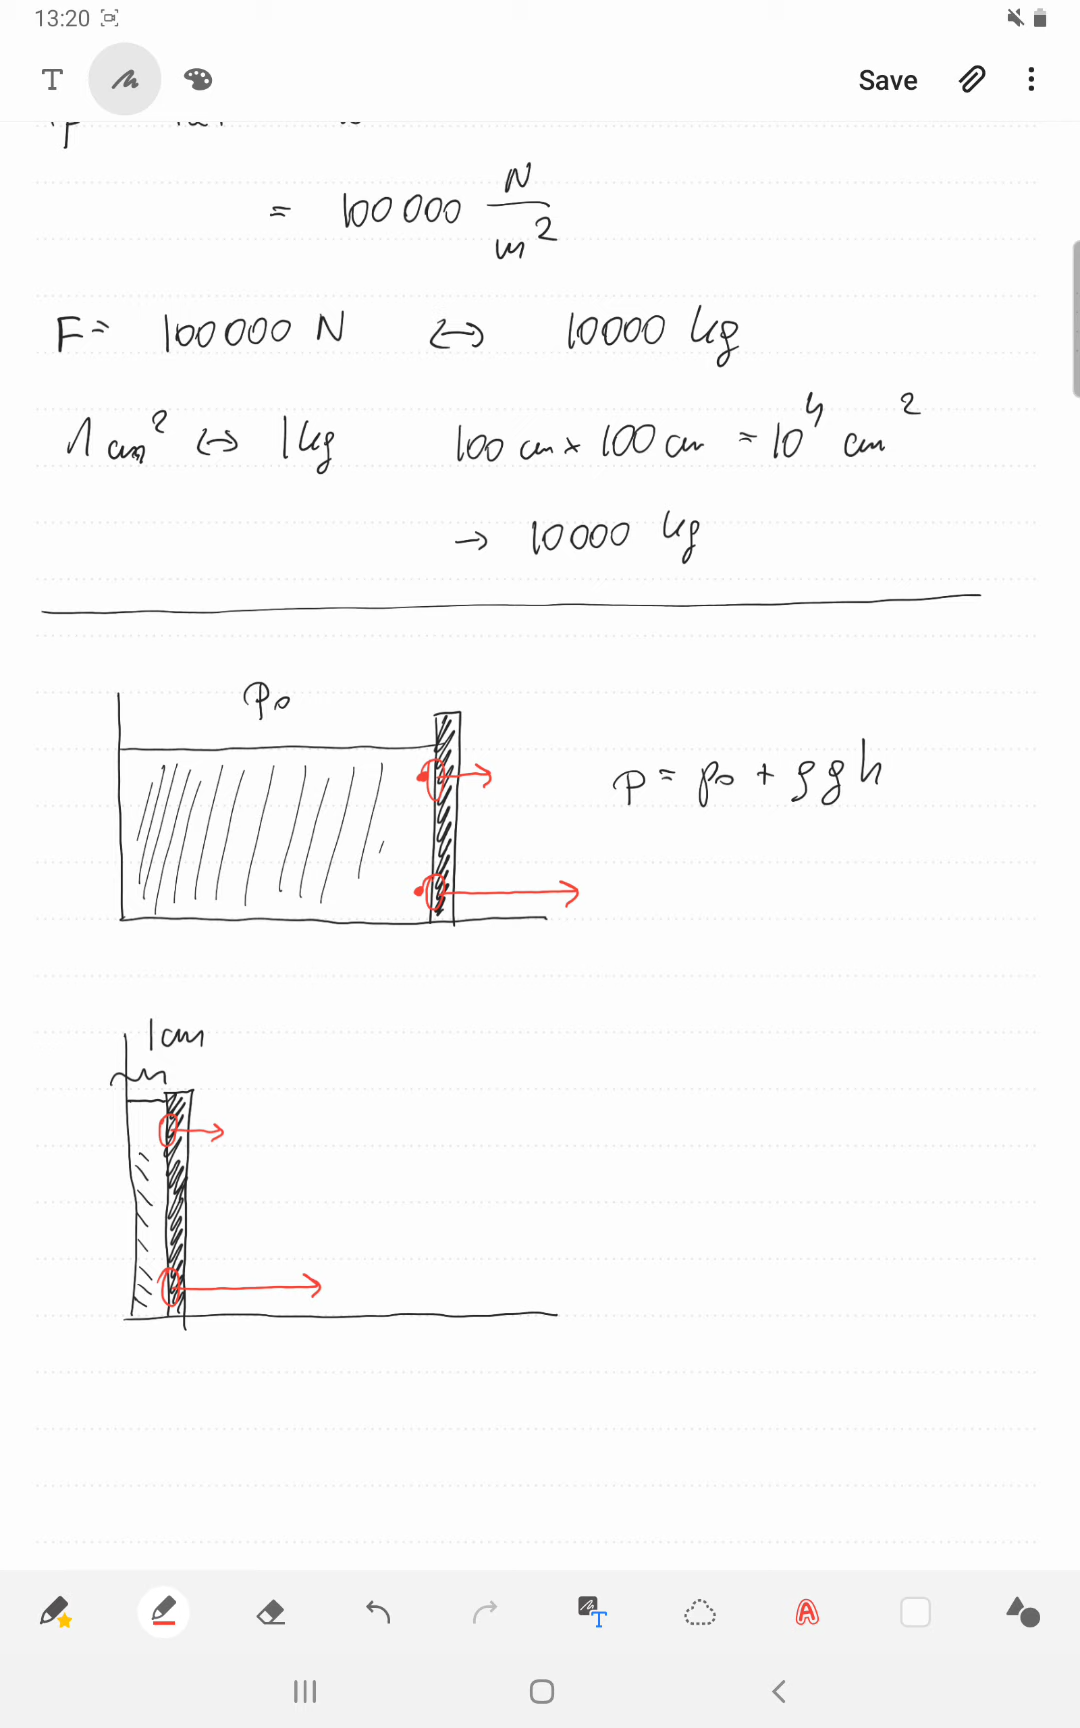 13:20
T Save
= 100 000 N/m²
F = 100 000 N ↔ 10000 kg
1 cm² ↔ 1 kg 100 cm × 100 cm = 10⁴ cm²
→ 10000 kg
P₀
p = p₀ + ρ g h
1 cm
T A